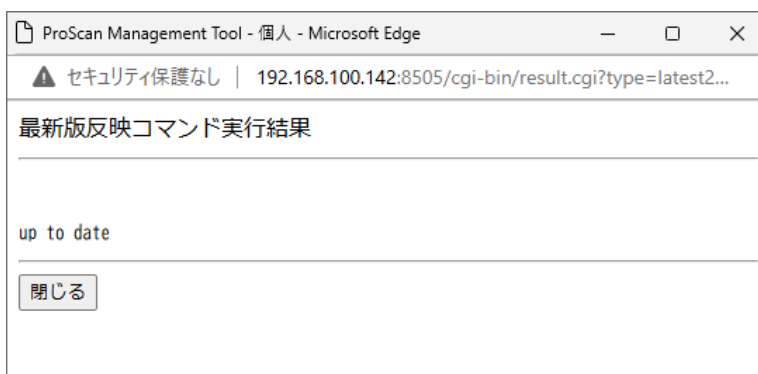 ProScan Management Tool - 個人 - Microsoft Edge
セキュリティ保護なし | 192.168.100.142:8505/cgi-bin/result.cgi?type=latest2...
最新版反映コマンド実行結果
up to date
閉じる